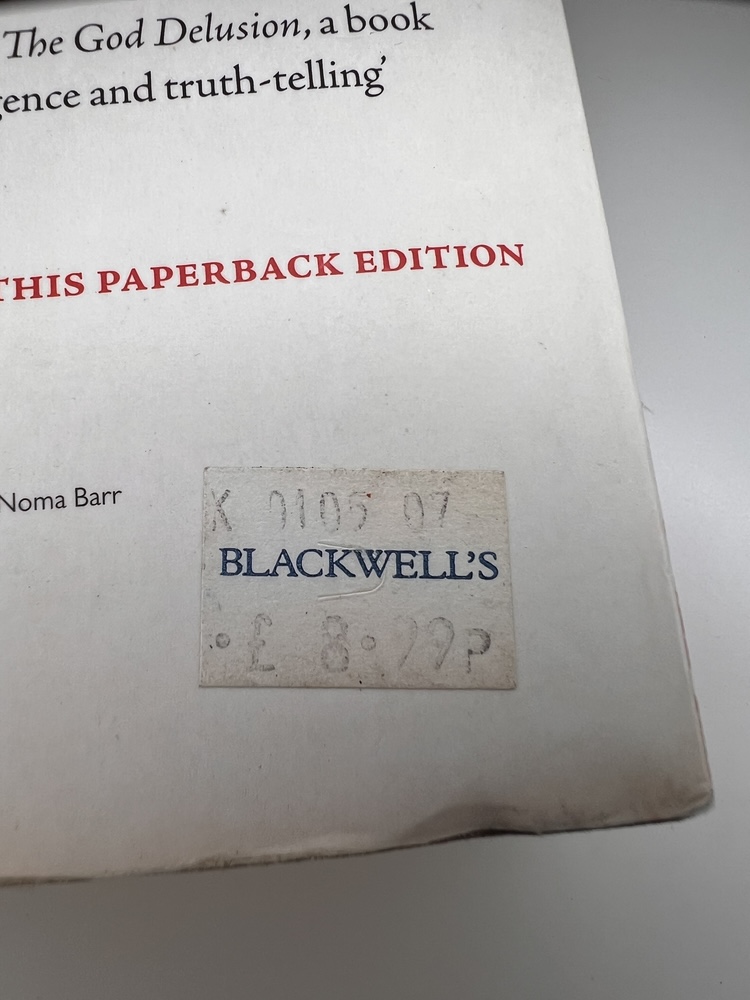 The God Delusion, a book
gence and truth-telling'
THIS PAPERBACK EDITION
Noma Barr
K 0105 07
BLACKWELL'S
·£ 8·99P